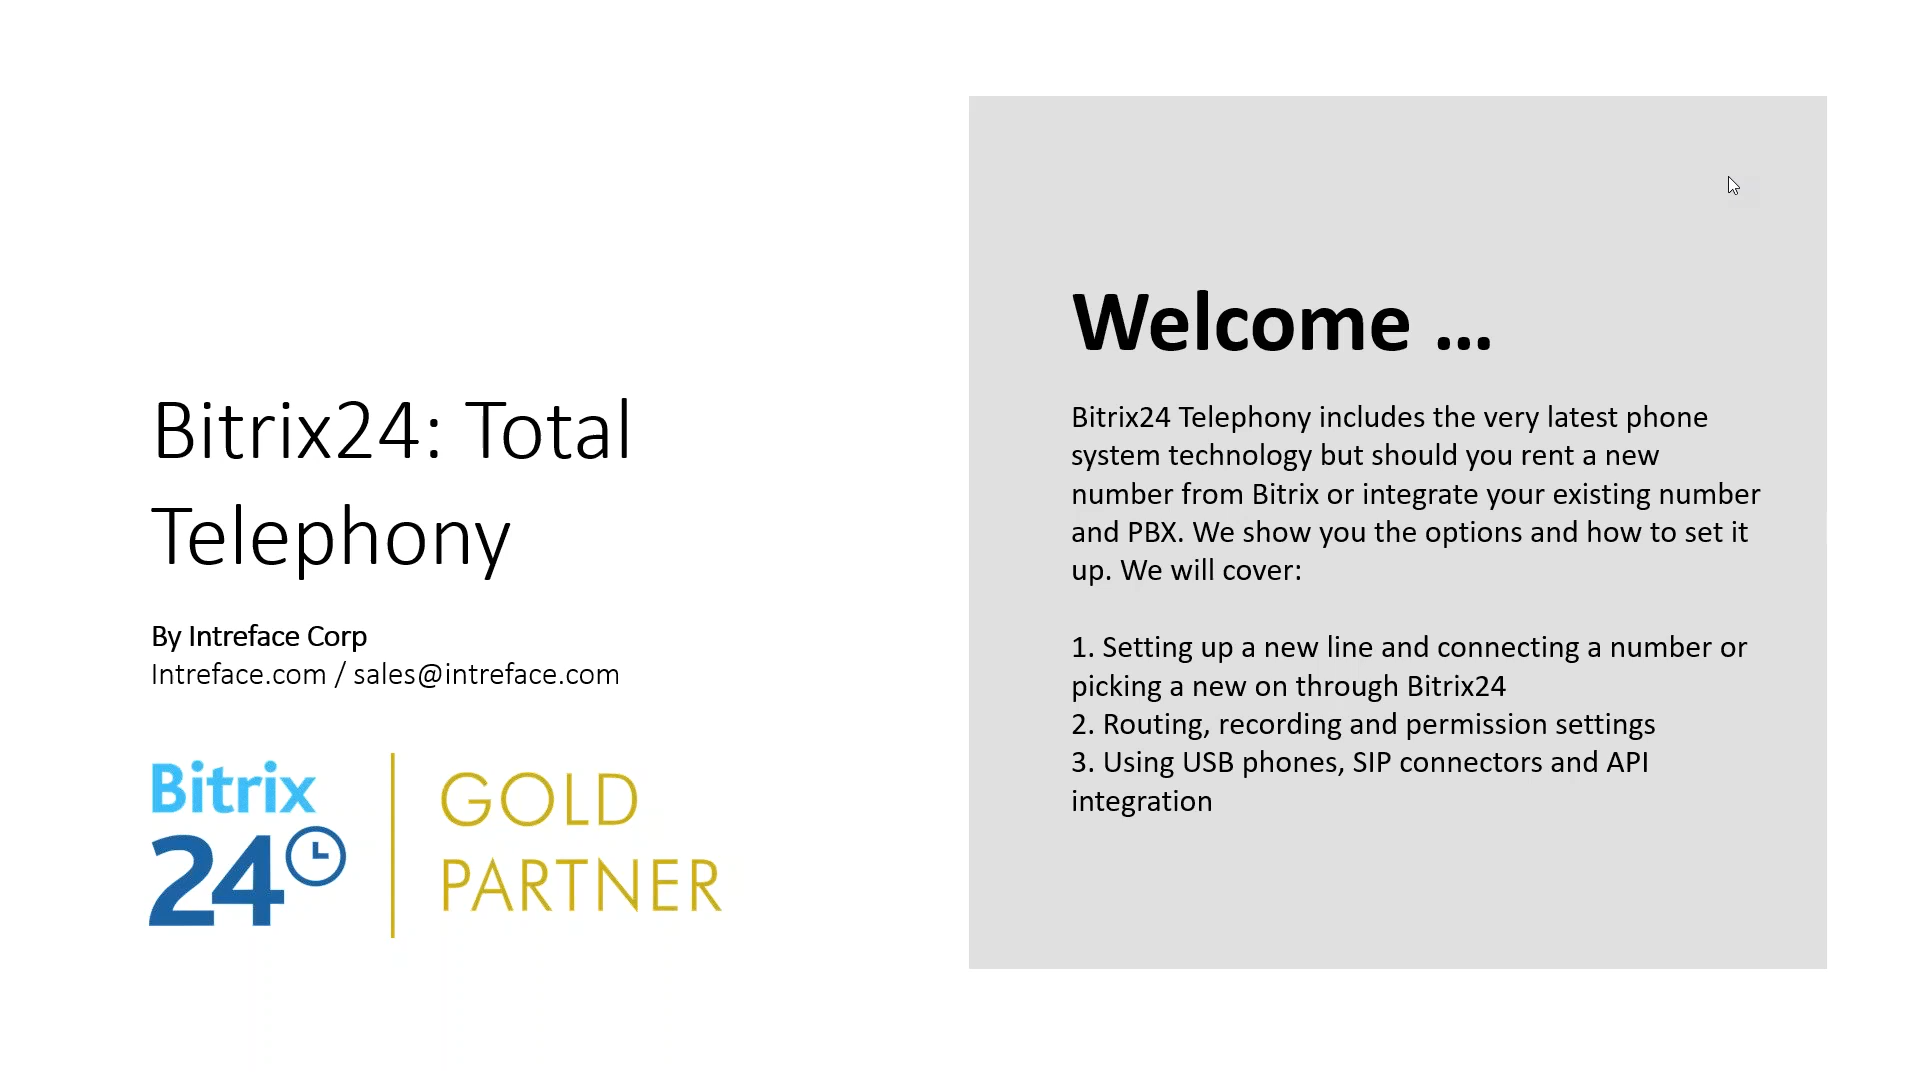 Bitrix24: Total
Telephony
By Intreface Corp
Intreface.com / sales@intreface.com
Bitrix
24
GOLD
PARTNER
Welcome ...
Bitrix24 Telephony includes the very latest phone
system technology but should you rent a new
number from Bitrix or integrate your existing number
and PBX. We show you the options and how to set it
up. We will cover:
1. Setting up a new line and connecting a number or
picking a new on through Bitrix24
2. Routing, recording and permission settings
3. Using USB phones, SIP connectors and API
integration